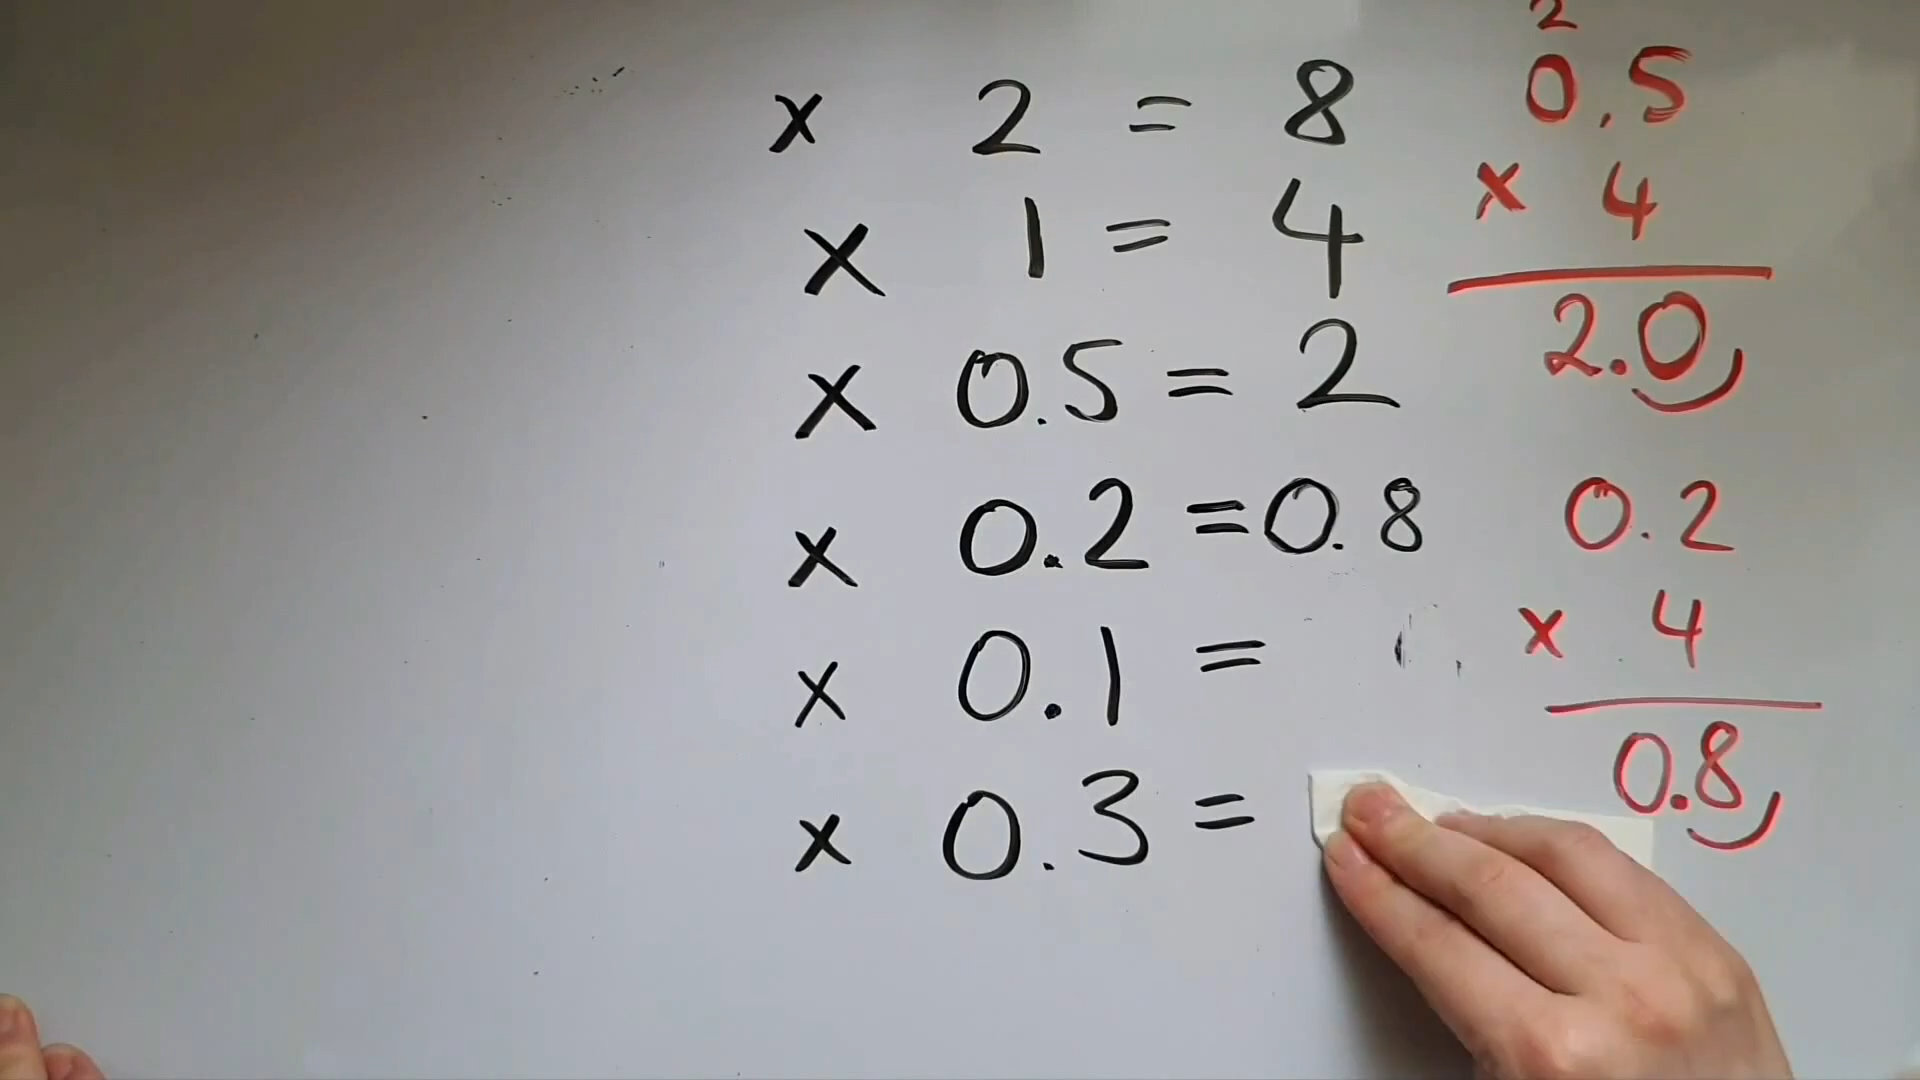 x 2 = 8
x 1 = 4
x 0.5 = 2
x 0.2 = 0.8
x 0.1 =
x 0.3 =
2
0.5
x 4
2.0
0.2
x 4
0.8